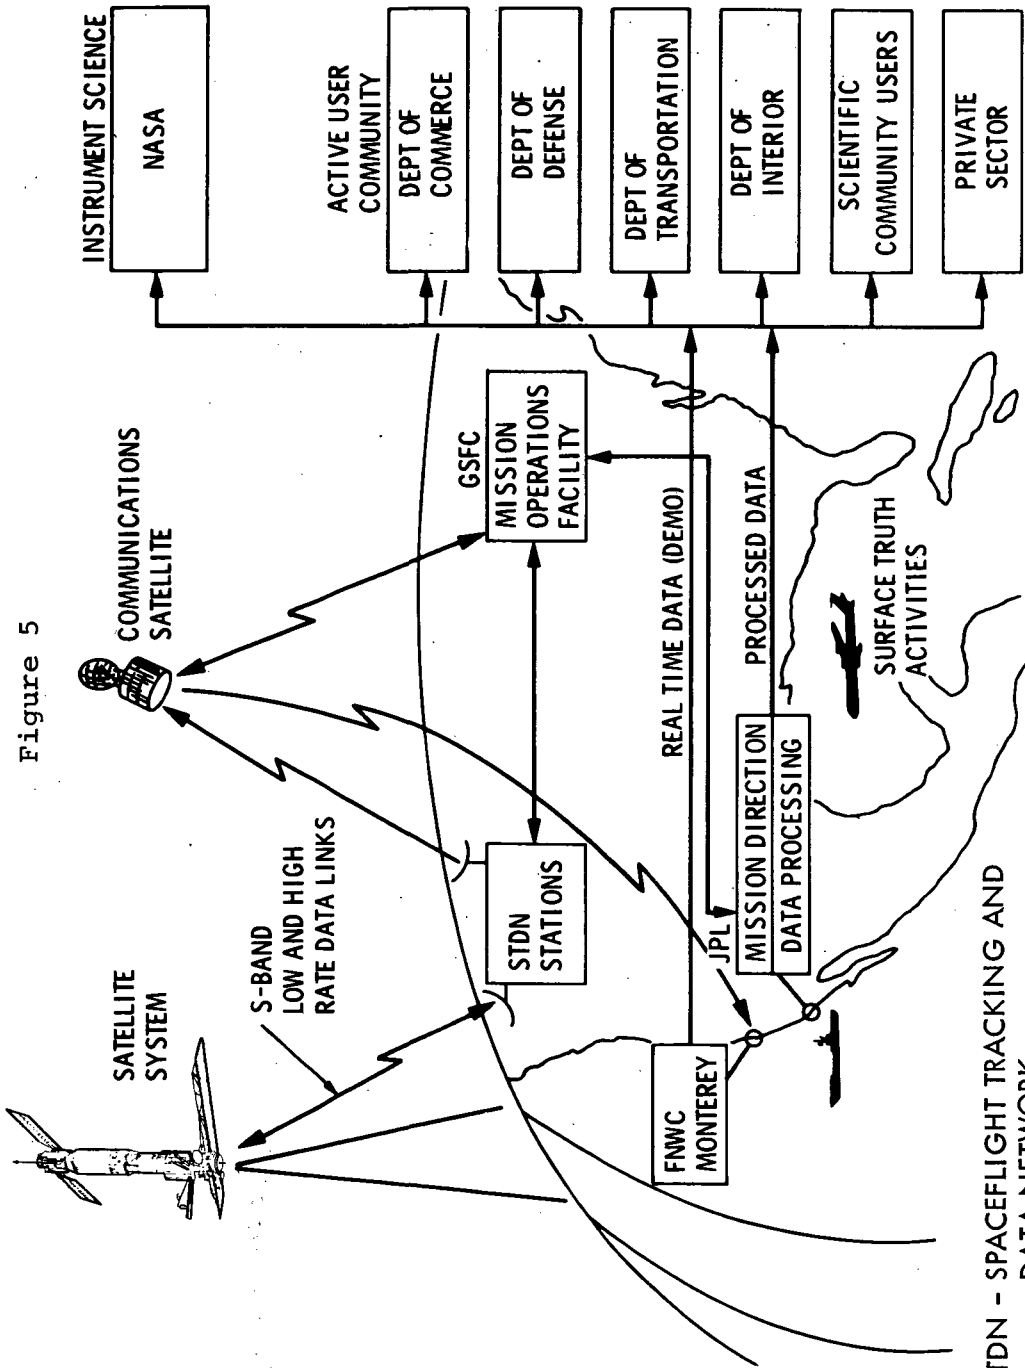 Figure 5
SATELLITE
SYSTEM
S-BAND
LOW AND HIGH
RATE DATA LINKS
COMMUNICATIONS
SATELLITE
STDN
STATIONS
GSFC
MISSION
OPERATIONS
FACILITY
FNWC
MONTEREY
JPL
MISSION DIRECTION
DATA PROCESSING
REAL TIME DATA (DEMO)
PROCESSED DATA
SURFACE TRUTH
ACTIVITIES
INSTRUMENT SCIENCE
NASA
ACTIVE USER
COMMUNITY
DEPT OF
COMMERCE
DEPT OF
DEFENSE
DEPT OF
TRANSPORTATION
DEPT OF
INTERIOR
SCIENTIFIC
COMMUNITY USERS
PRIVATE
SECTOR
TDN - SPACEFLIGHT TRACKING AND
DATA NETWORK